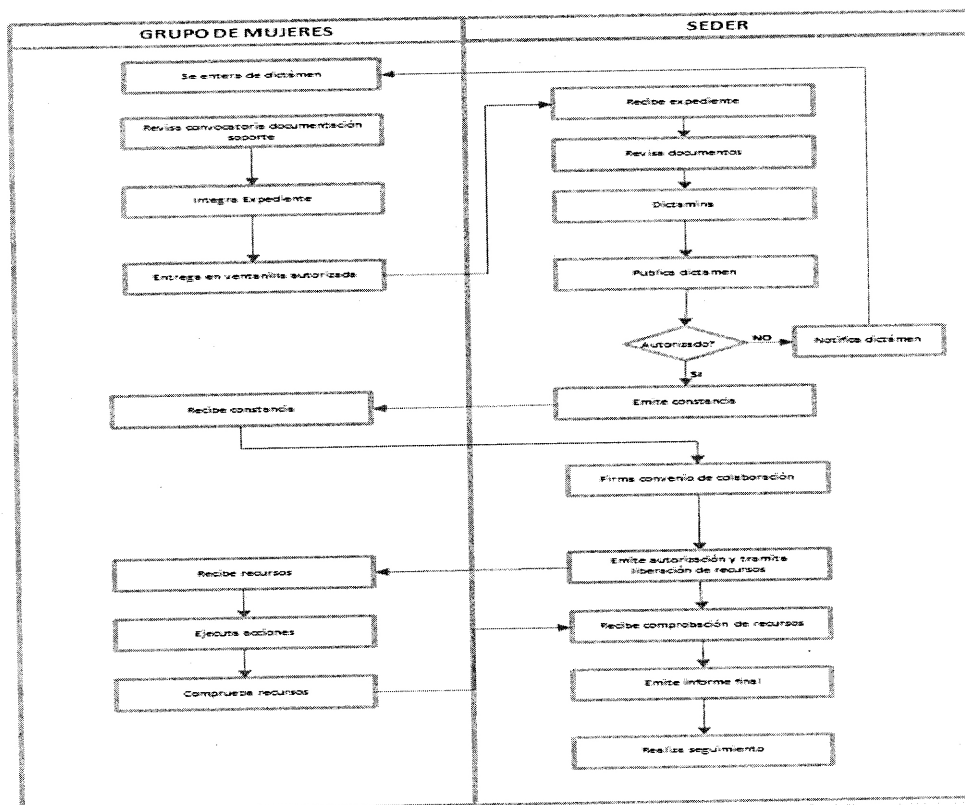 GRUPO DE MUJERES
SEDER
Se entera de dictámen
Revisa convocatoria documentación
soporte
Integra Expediente
Entrega en ventanilla autorizada
Recibe expediente
Revisa documentos
Dictamina
Publica dictamen
Autorizado?
NO
Notifica dictámen
Si
Emite constancia
Recibe constancia
Firma convenio de colaboración
Emite autorización y tramita
liberación de recursos
Recibe recursos
Ejecuta acciones
Recibe comprobación de recursos
Comprueba recursos
Emite informe final
Realiza seguimiento